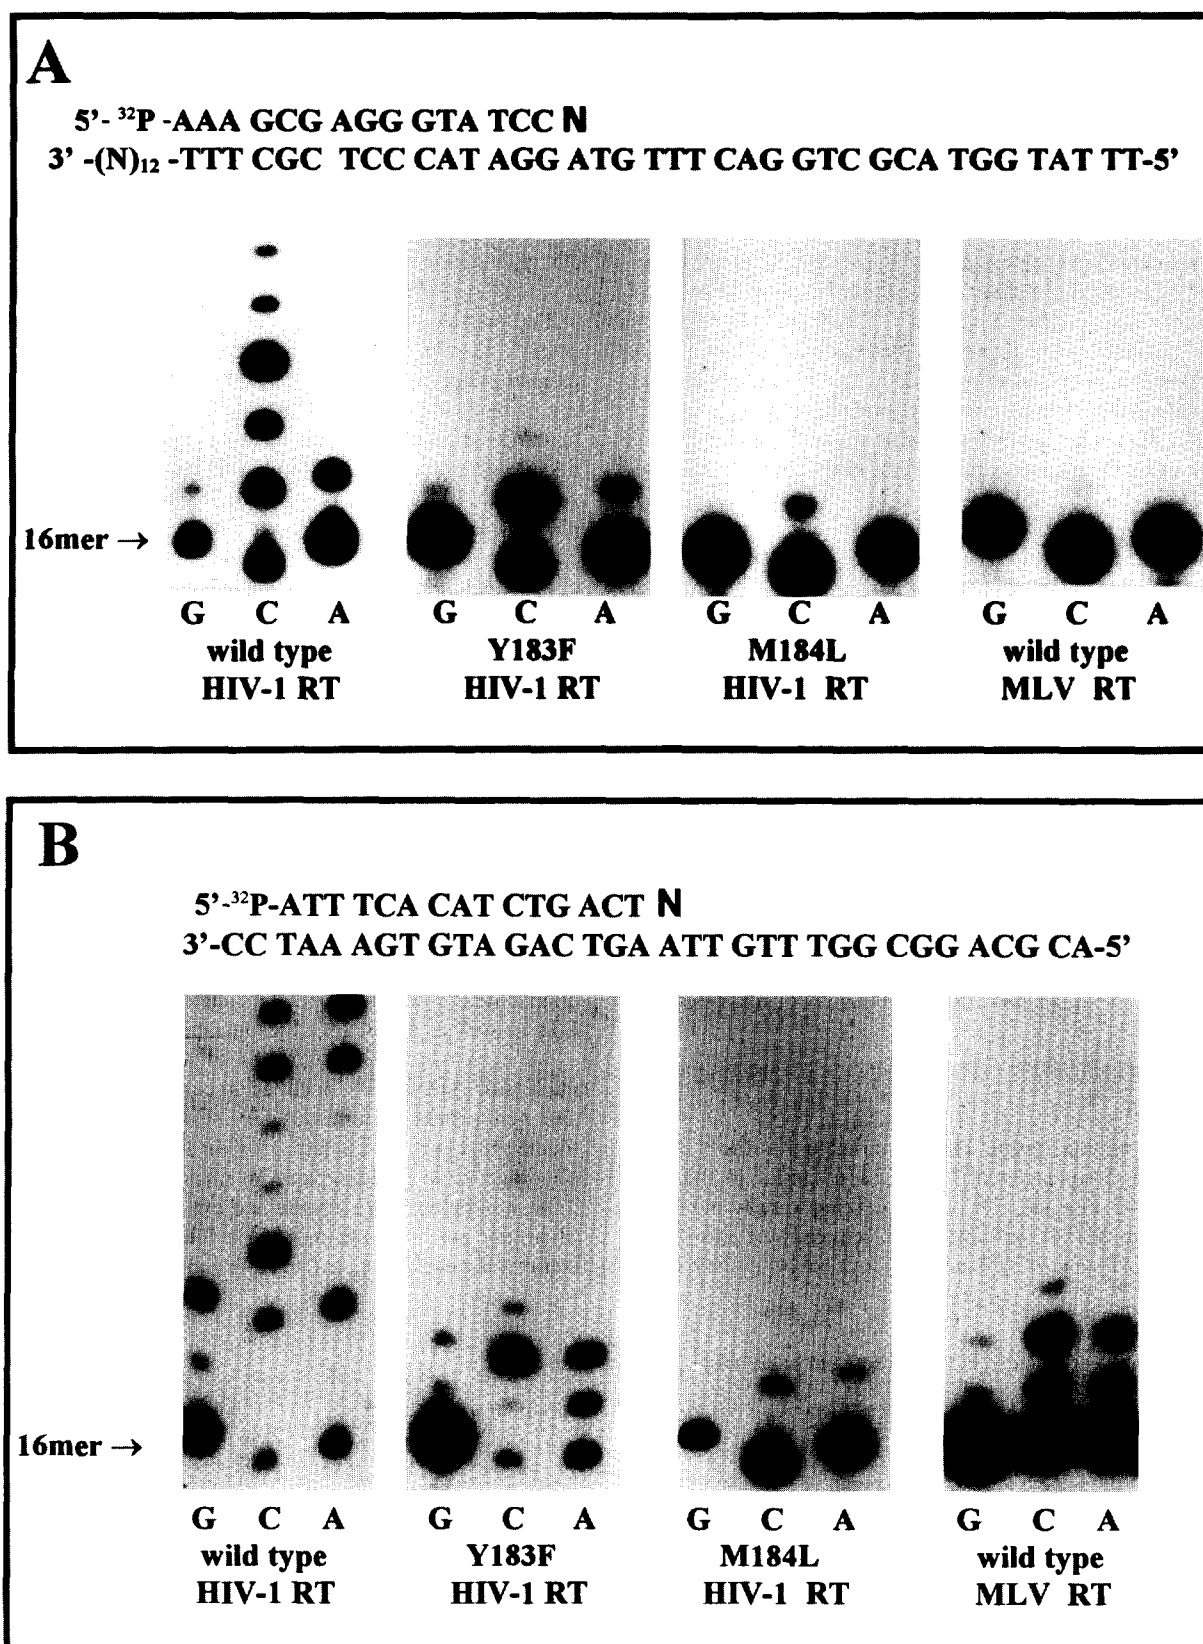 A
5'- ³²P -AAA GCG AGG GTA TCC N
3' -(N)₁₂ -TTT CGC TCC CAT AGG ATG TTT CAG GTC GCA TGG TAT TT-5'
16mer →
G C A G C A G C A G C A
wild type Y183F M184L wild type
HIV-1 RT HIV-1 RT HIV-1 RT MLV RT
B
5'-³²P-ATT TCA CAT CTG ACT N
3'-CC TAA AGT GTA GAC TGA ATT GTT TGG CGG ACG CA-5'
16mer →
G C A G C A G C A G C A
wild type Y183F M184L wild type
HIV-1 RT HIV-1 RT HIV-1 RT MLV RT